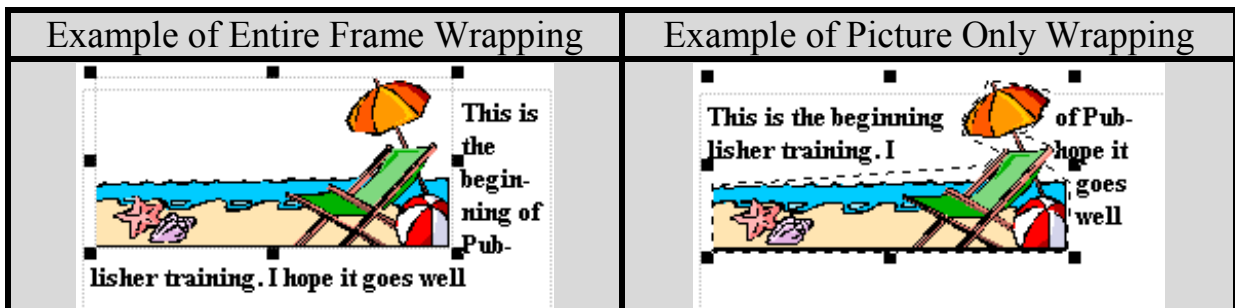 Example of Entire Frame Wrapping
Example of Picture Only Wrapping
This is
the
begin-
ning of
Pub-
lisher training. I hope it goes well
This is the beginning of Pub-
lisher training. I hope it
goes
well